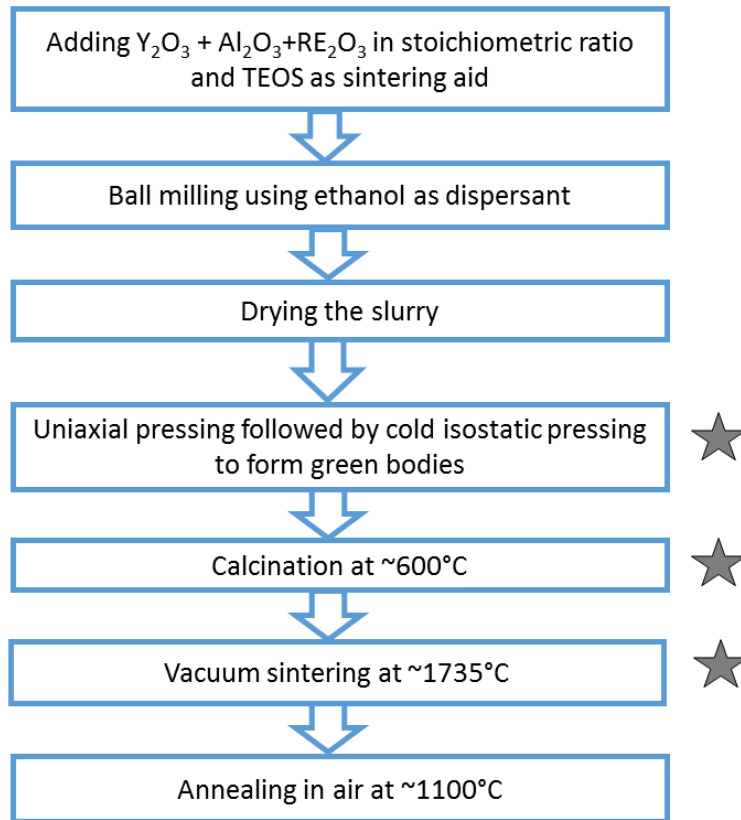 Adding Y₂O₃ + Al₂O₃+RE₂O₃ in stoichiometric ratio
and TEOS as sintering aid
Ball milling using ethanol as dispersant
Drying the slurry
Uniaxial pressing followed by cold isostatic pressing
to form green bodies
Calcination at ~600°C
Vacuum sintering at ~1735°C
Annealing in air at ~1100°C